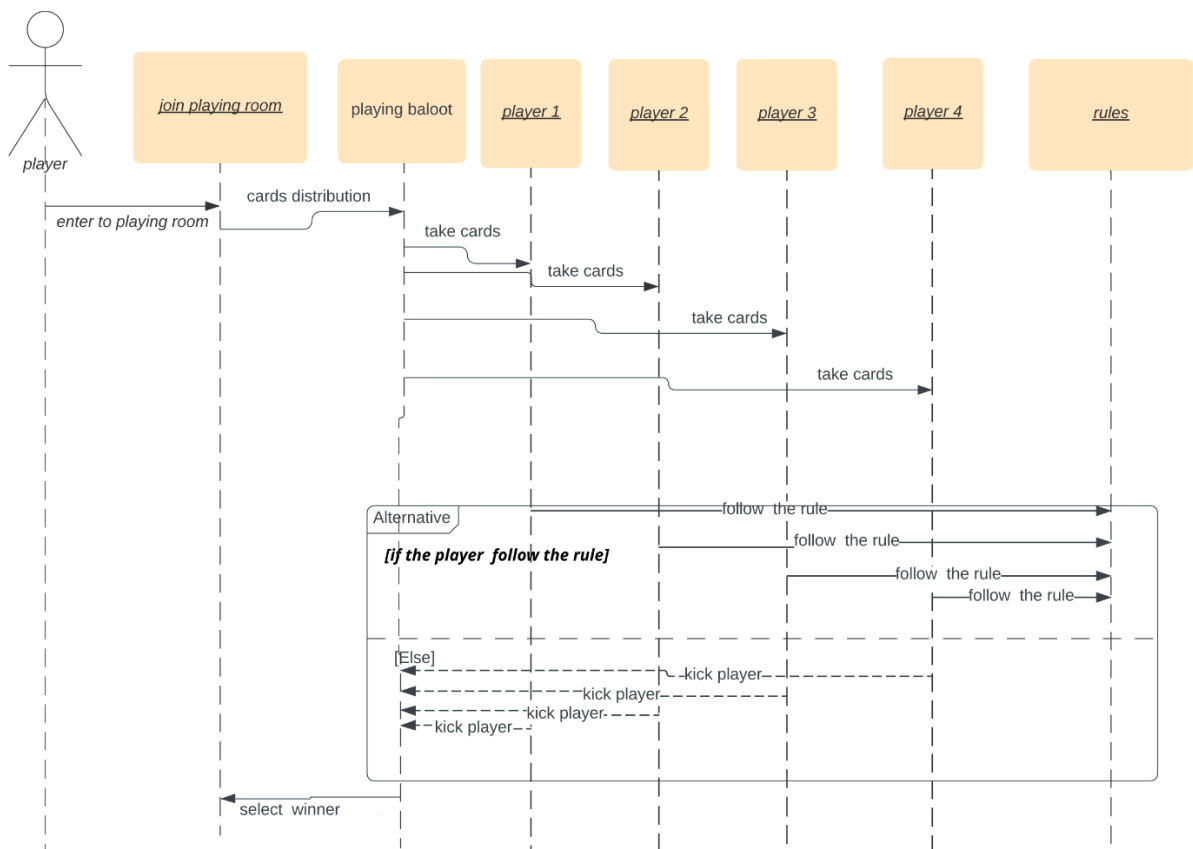 player
join playing room
playing baloot
player 1
player 2
player 3
player 4
rules
enter to playing room
cards distribution
take cards
take cards
take cards
take cards
Alternative
[if the player  follow the rule]
follow  the rule
follow  the rule
follow  the rule
follow  the rule
[Else]
kick player
kick player
kick player
kick player
select  winner